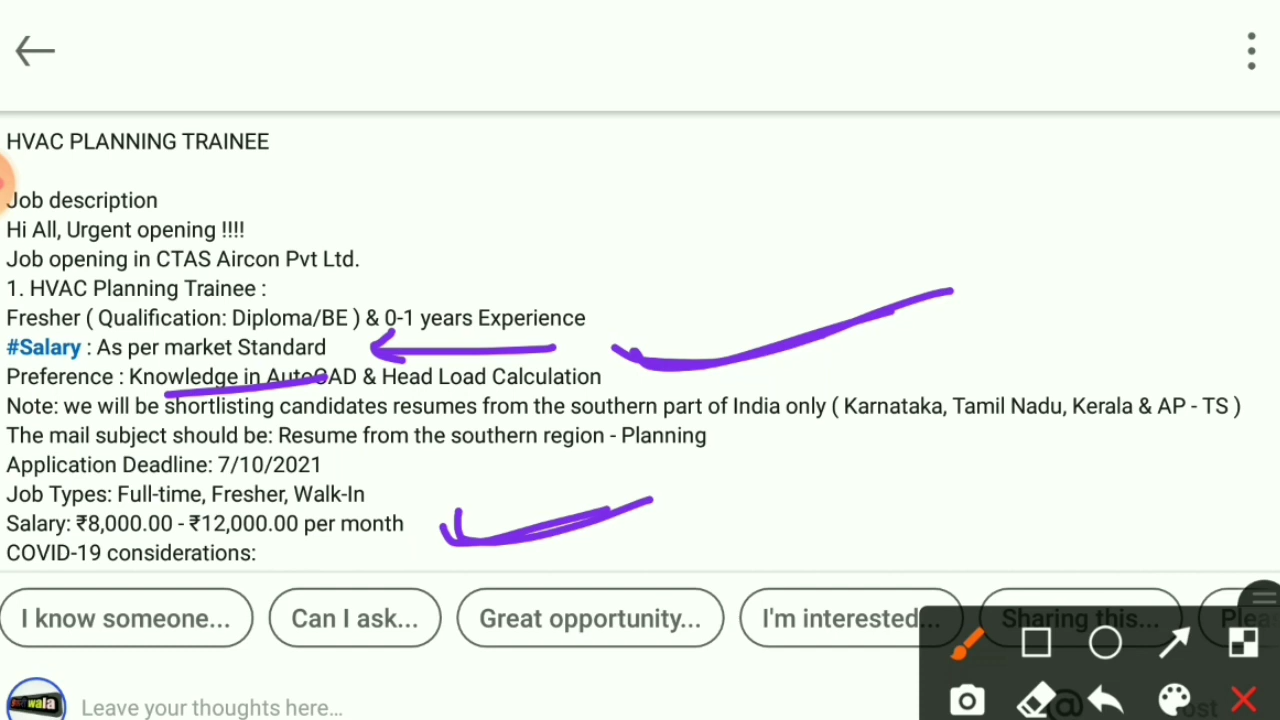 HVAC PLANNING TRAINEE
Job description
Hi All, Urgent opening !!!!
Job opening in CTAS Aircon Pvt Ltd.
1. HVAC Planning Trainee :
Fresher ( Qualification: Diploma/BE ) & 0-1 years Experience
#Salary : As per market Standard
Preference : Knowledge in AutoCAD & Head Load Calculation
Note: we will be shortlisting candidates resumes from the southern part of India only ( Karnataka, Tamil Nadu, Kerala & AP - TS )
The mail subject should be: Resume from the southern region - Planning
Application Deadline: 7/10/2021
Job Types: Full-time, Fresher, Walk-In
Salary: ₹8,000.00 - ₹12,000.00 per month
COVID-19 considerations:
I know someone... Can I ask... Great opportunity... I'm interested... Sharing this... Plea
wala Leave your thoughts here... @ ost